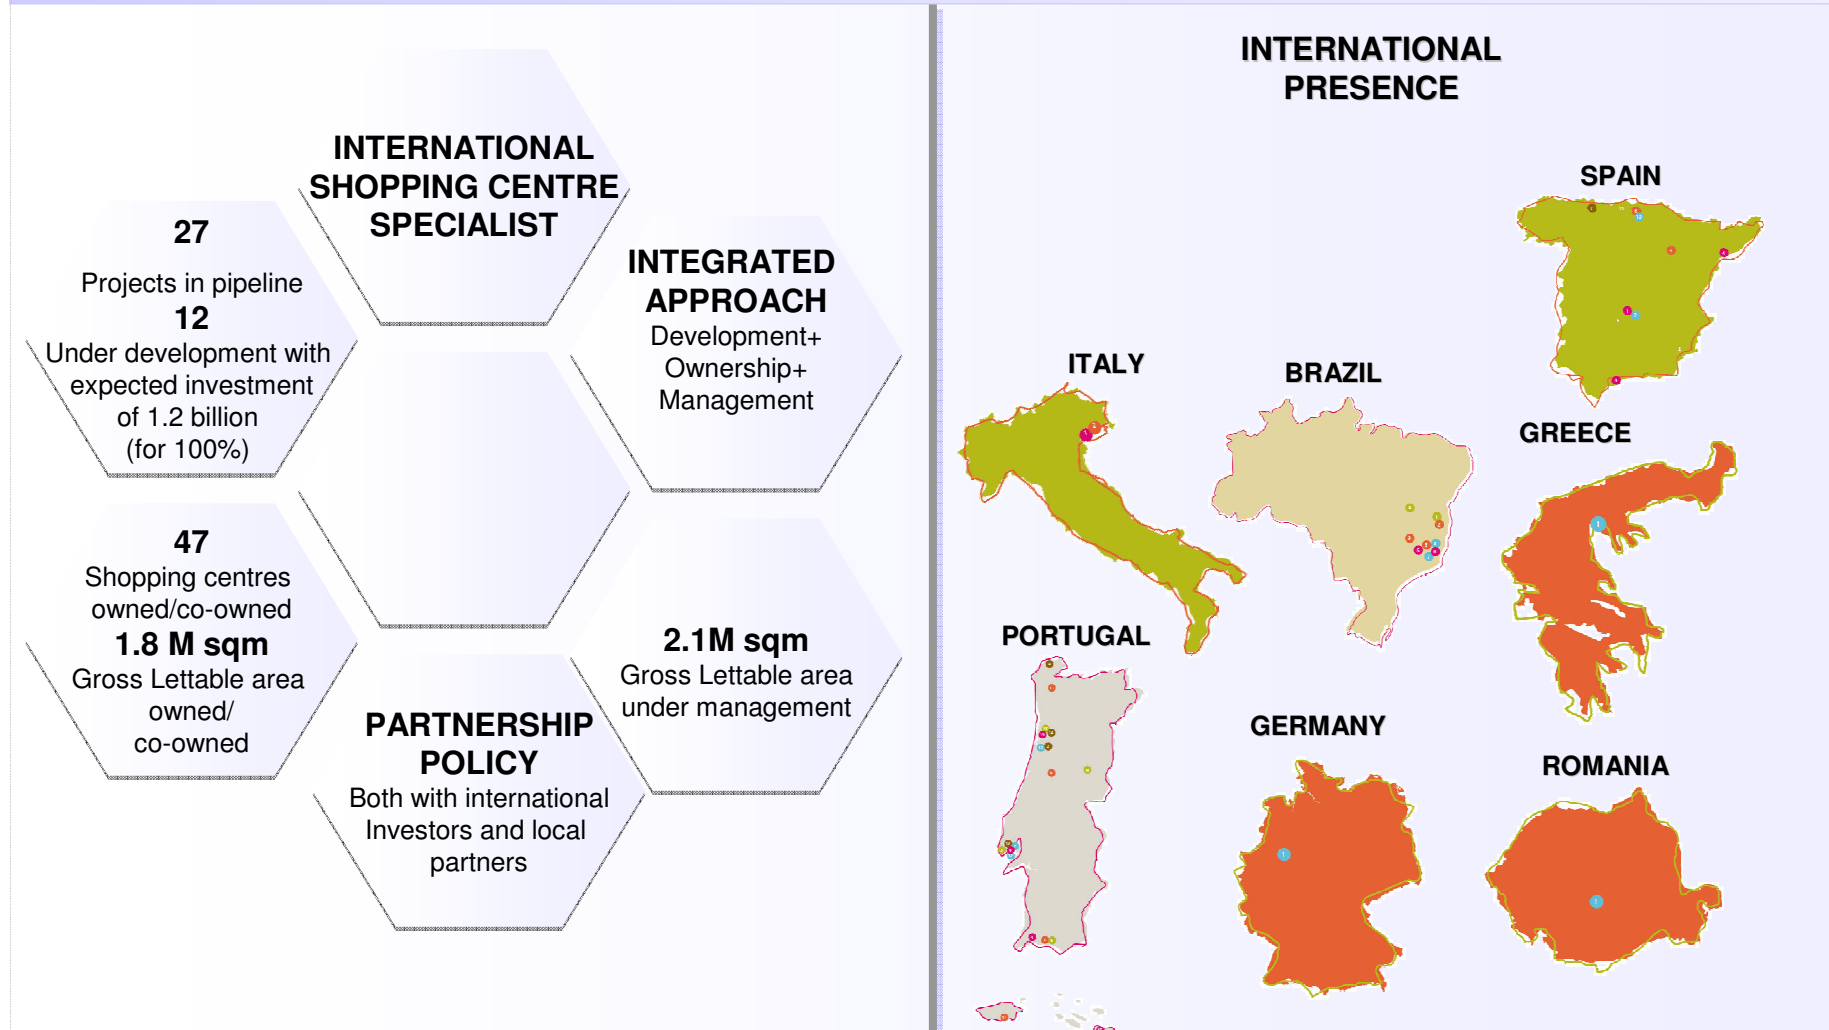 INTERNATIONAL
SHOPPING CENTRE
SPECIALIST
27
Projects in pipeline
12
Under development with
expected investment
of 1.2 billion
(for 100%)
INTEGRATED
APPROACH
Development+
Ownership+
Management
47
Shopping centres
owned/co-owned
1.8 M sqm
Gross Lettable area
owned/
co-owned
2.1M sqm
Gross Lettable area
under management
PARTNERSHIP
POLICY
Both with international
Investors and local
partners
INTERNATIONAL
PRESENCE
SPAIN
ITALY
BRAZIL
GREECE
PORTUGAL
GERMANY
ROMANIA